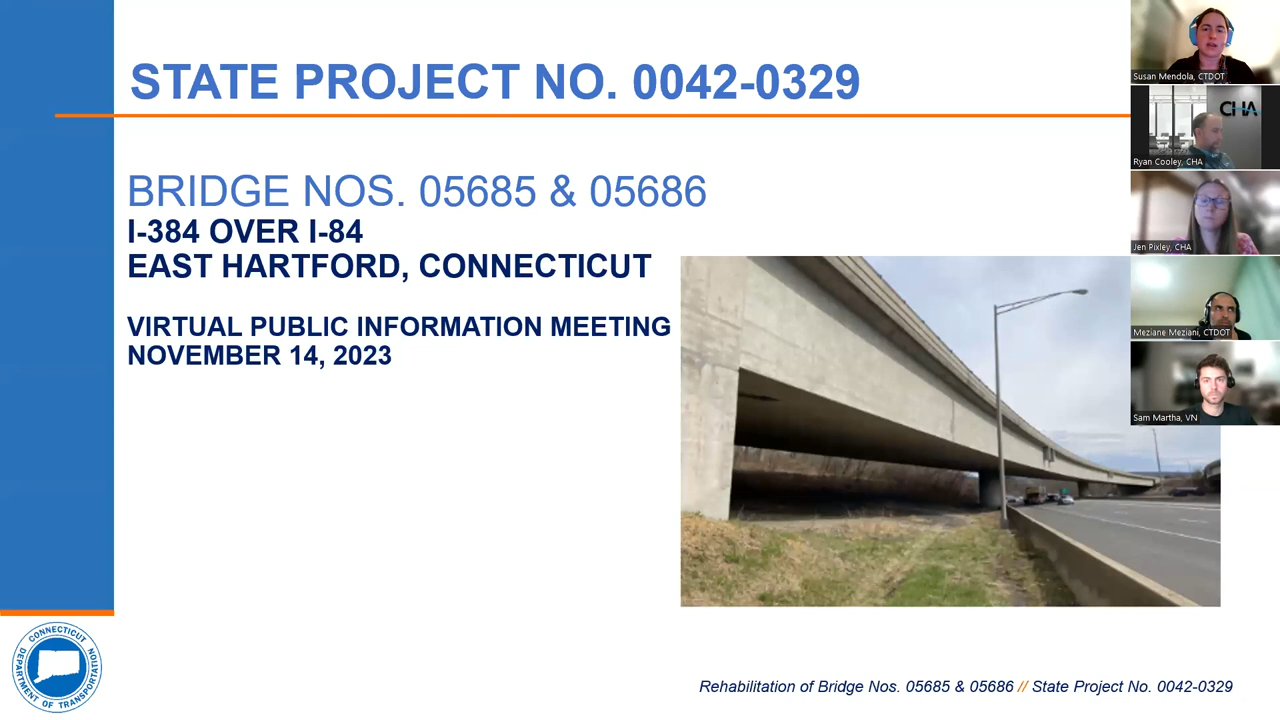 STATE PROJECT NO. 0042-0329
BRIDGE NOS. 05685 & 05686
I-384 OVER I-84
EAST HARTFORD, CONNECTICUT
VIRTUAL PUBLIC INFORMATION MEETING
NOVEMBER 14, 2023
Susan Mendola, CTDOT
CHA
Ryan Cooley, CHA
Jen Pixley, CHA
Meziane Meziani, CTDOT
Sam Martha, VN
CONNECTICUT
DEPARTMENT OF TRANSPORTATION
Rehabilitation of Bridge Nos. 05685 & 05686 // State Project No. 0042-0329